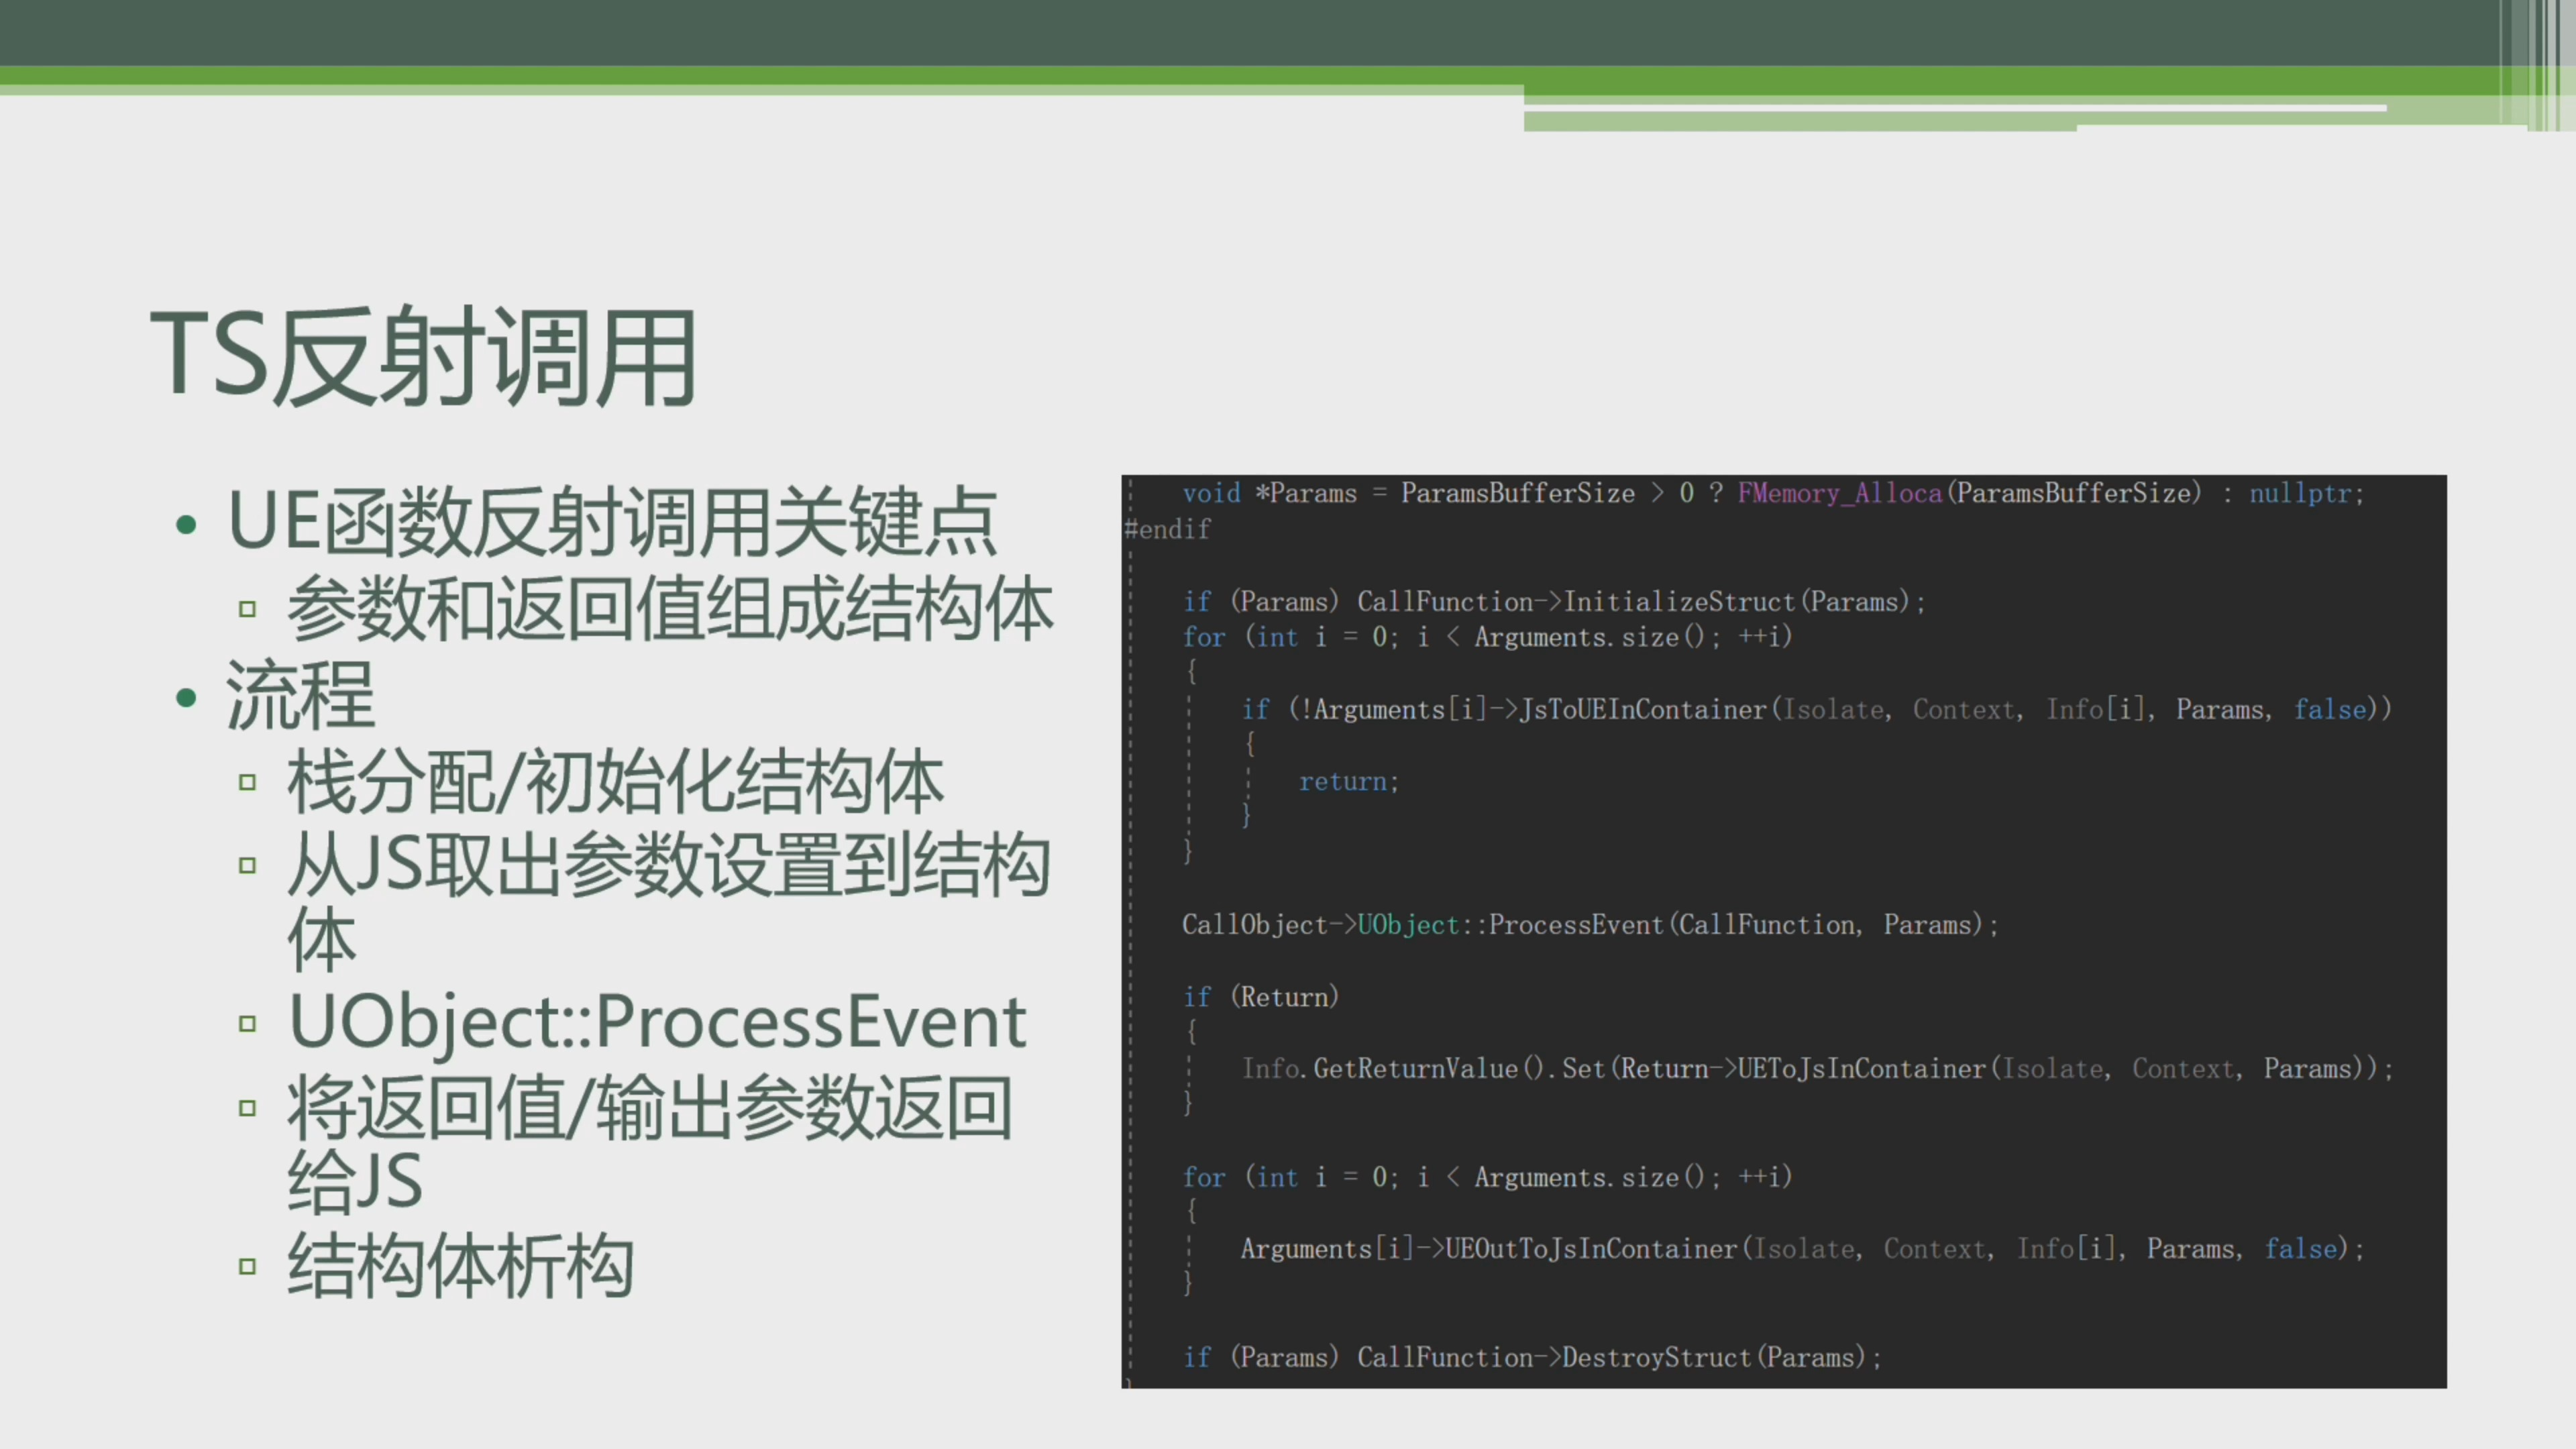 TS反射调用
• UE函数反射调用关键点
▫ 参数和返回值组成结构体
• 流程
▫ 栈分配/初始化结构体
▫ 从JS取出参数设置到结构
体
▫ UObject::ProcessEvent
▫ 将返回值/输出参数返回
给JS
▫ 结构体析构
void *Params = ParamsBufferSize > 0 ? FMemory_Alloca(ParamsBufferSize) : nullptr;
#endif
if (Params) CallFunction->InitializeStruct(Params);
for (int i = 0; i < Arguments.size(); ++i)
{
if (!Arguments[i]->JsToUEInContainer(Isolate, Context, Info[i], Params, false))
{
return;
}
}
CallObject->UObject::ProcessEvent(CallFunction, Params);
if (Return)
{
Info.GetReturnValue().Set(Return->UEToJsInContainer(Isolate, Context, Params));
}
for (int i = 0; i < Arguments.size(); ++i)
{
Arguments[i]->UEOutToJsInContainer(Isolate, Context, Info[i], Params, false);
}
if (Params) CallFunction->DestroyStruct(Params);
}